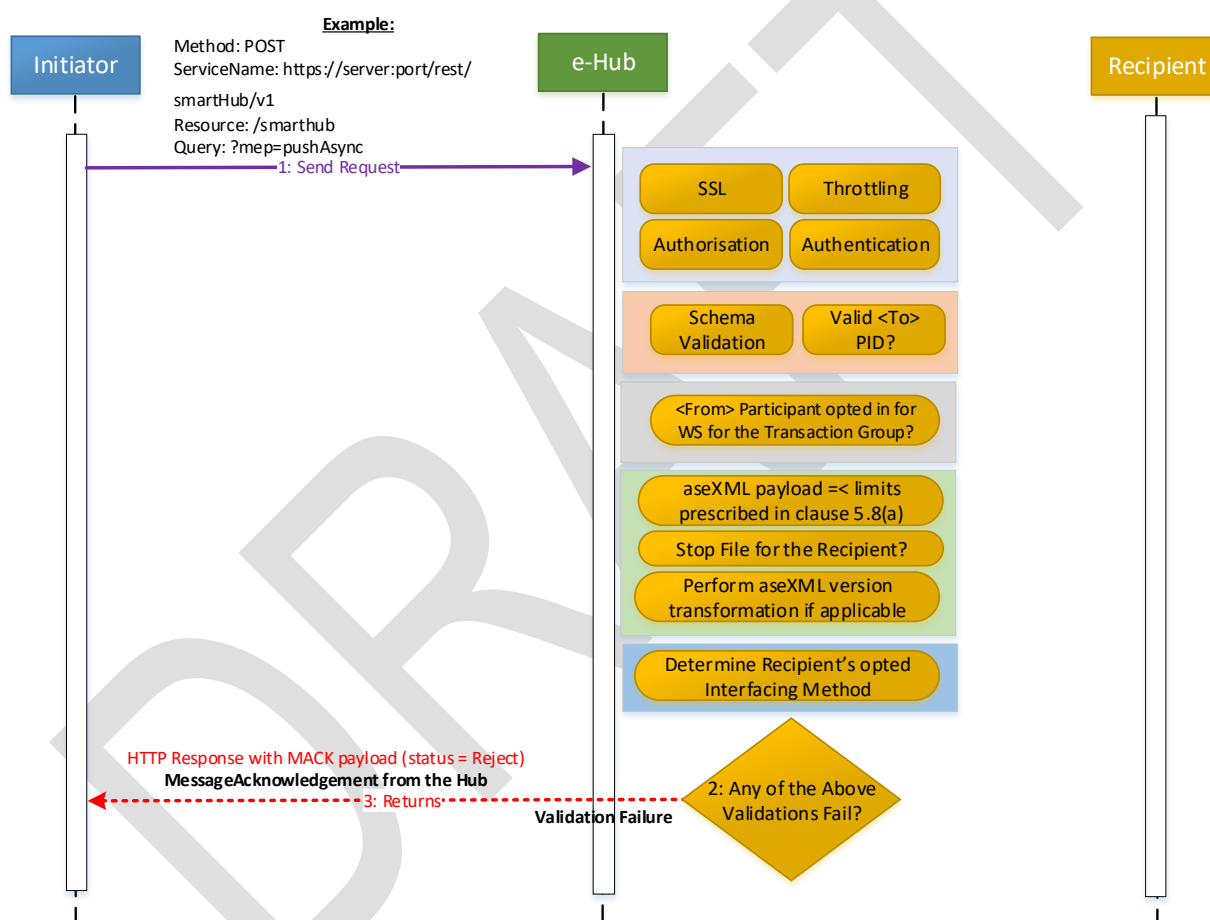 Example:
Method: POST
ServiceName: https://server:port/rest/
smartHub/v1
Resource: /smarthub
Query: ?mep=pushAsync
Initiator
e-Hub
Recipient
1: Send Request
SSL
Throttling
Authorisation
Authentication
Schema
Validation
Valid <To>
PID?
<From> Participant opted in for
WS for the Transaction Group?
aseXML payload =< limits
prescribed in clause 5.8(a)
Stop File for the Recipient?
Perform aseXML version
transformation if applicable
Determine Recipient's opted
Interfacing Method
HTTP Response with MACK payload (status = Reject)
MessageAcknowledgement from the Hub
3: Returns
Validation Failure
2: Any of the Above
Validations Fail?
DRAFT